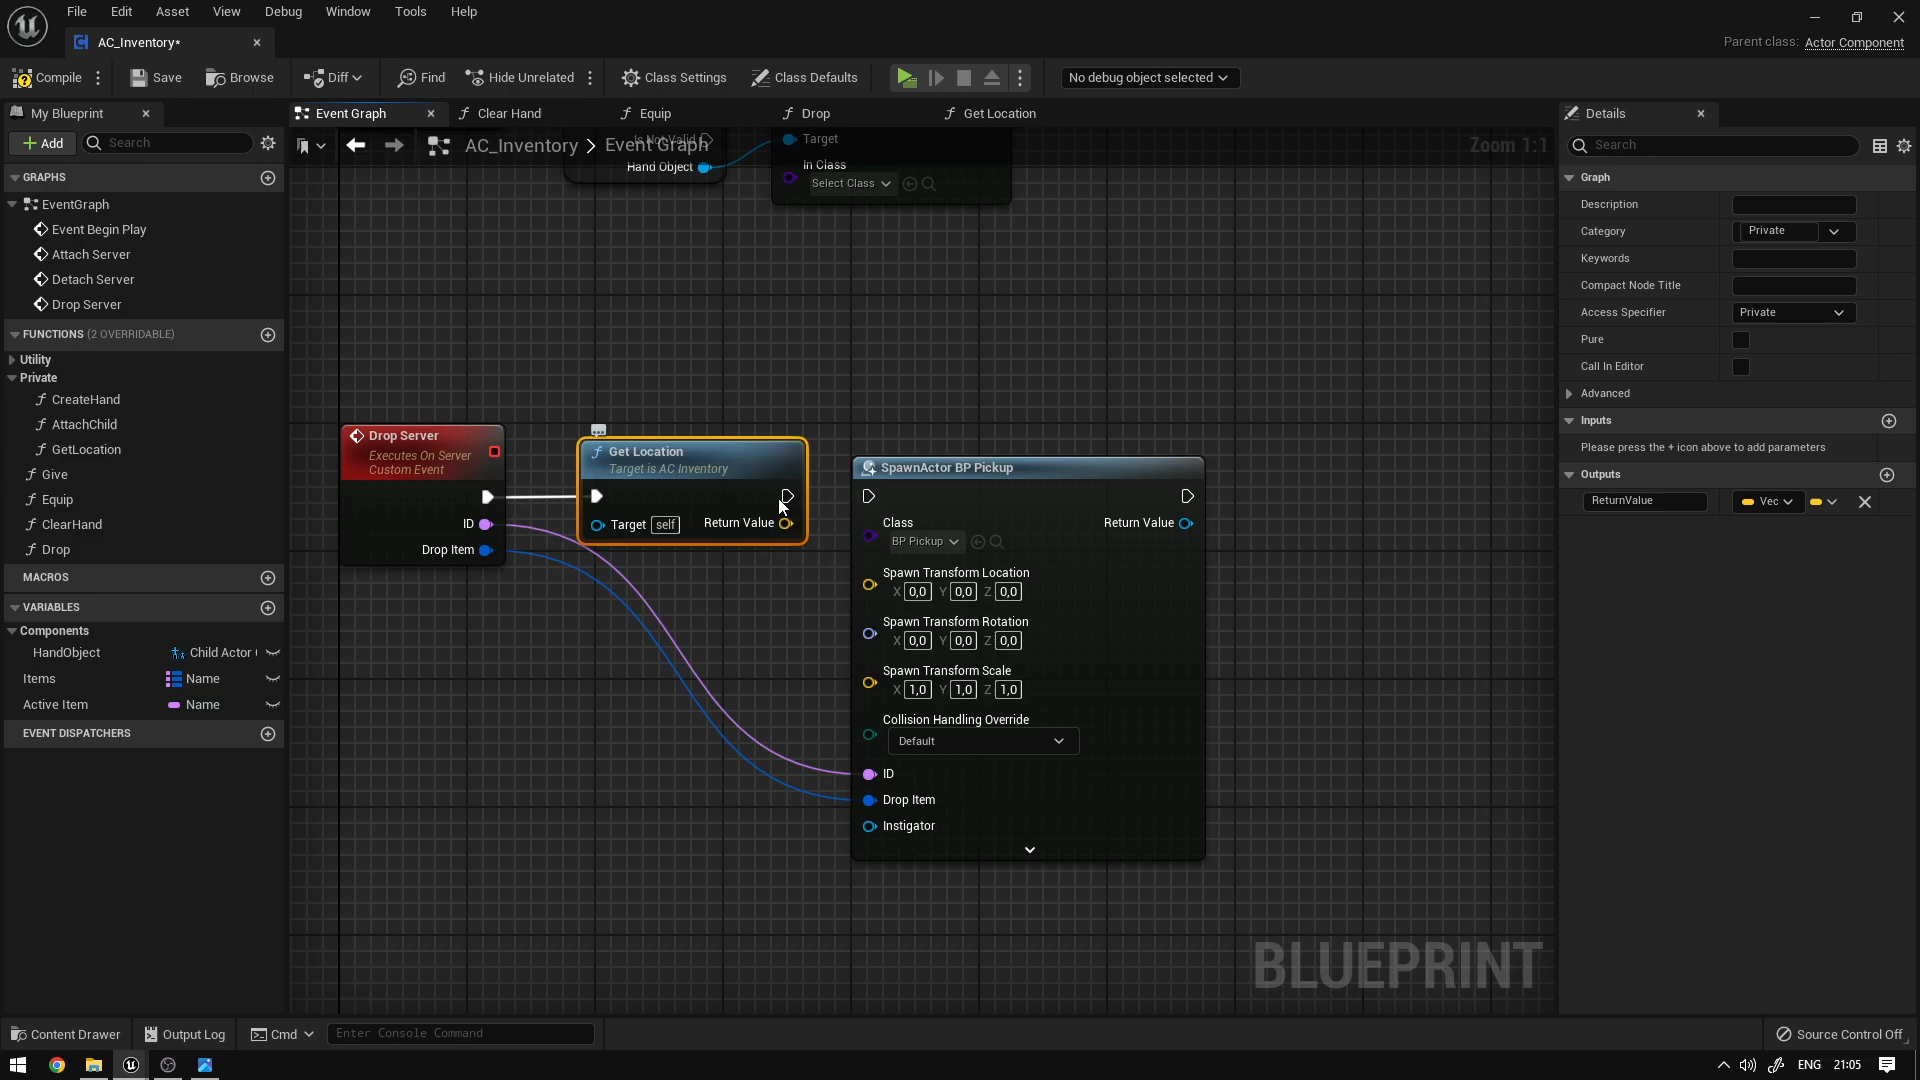 File Edit Asset View Debug Window Tools Help
AC_Inventory*
Parent class: Actor Component
Compile Save Browse Diff Find Hide Unrelated Class Settings Class Defaults No debug object selected
My Blueprint
Event Graph Clear Hand Equip Drop Get Location
Details
Add Search
AC_Inventory > Event Graph
Zoom 1:1
Search
GRAPHS
EventGraph
Event Begin Play
Attach Server
Detach Server
Drop Server
FUNCTIONS (2 OVERRIDABLE)
Utility
Private
CreateHand
AttachChild
GetLocation
Give
Equip
ClearHand
Drop
MACROS
VARIABLES
Components
HandObject Child Actor
Items Name
Active Item Name
EVENT DISPATCHERS
Is Not Valid
Hand Object
Target
In Class
Select Class
Drop Server
Executes On Server
Custom Event
ID
Drop Item
Get Location
Target is AC Inventory
Target self Return Value
SpawnActor BP Pickup
Class Return Value
BP Pickup
Spawn Transform Location
X 0,0 Y 0,0 Z 0,0
Spawn Transform Rotation
X 0,0 Y 0,0 Z 0,0
Spawn Transform Scale
X 1,0 Y 1,0 Z 1,0
Collision Handling Override
Default
ID
Drop Item
Instigator
BLUEPRINT
Graph
Description
Category Private
Keywords
Compact Node Title
Access Specifier Private
Pure
Call In Editor
Advanced
Inputs
Please press the + icon above to add parameters
Outputs
ReturnValue Vec
Content Drawer Output Log Cmd Enter Console Command Source Control Off
ENG 21:05